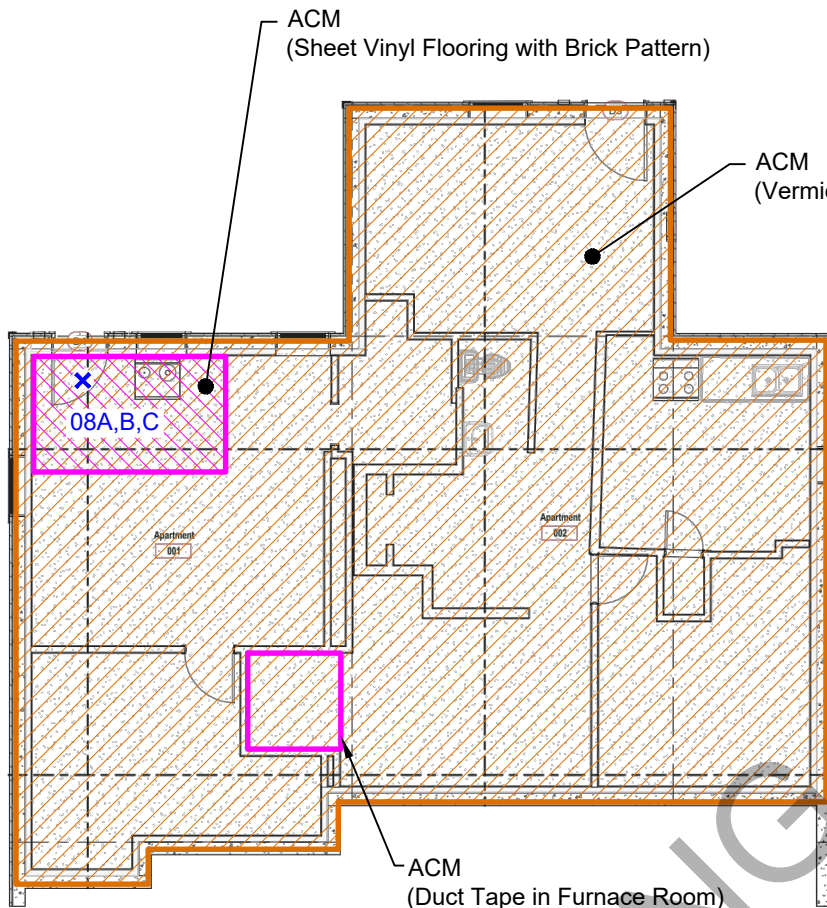 ACM
(Sheet Vinyl Flooring with Brick Pattern)
ACM
08A,B,C
Apartment
001
Apartment
002
ACM
(Duct Tape in Furnace Room)